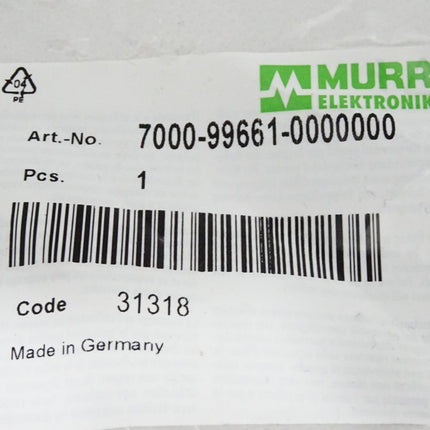 04
PE
MURR
ELEKTRONIK
Art.-No. 7000-99661-0000000
Pcs. 1
Code 31318
Made in Germany